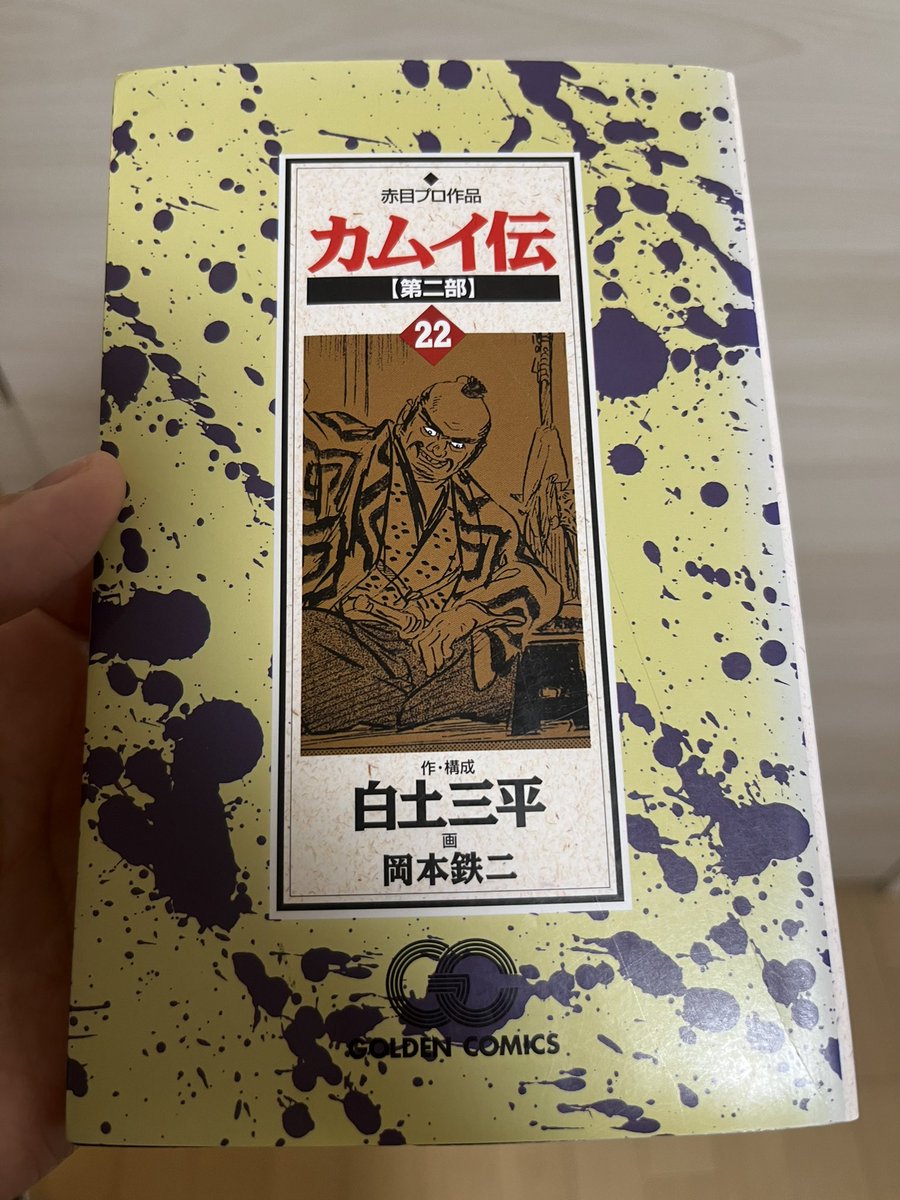 赤目プロ作品
カムイ伝
【第二部】
22
作・構成
白土三平
画
岡本鉄二
GC
GOLDEN COMICS